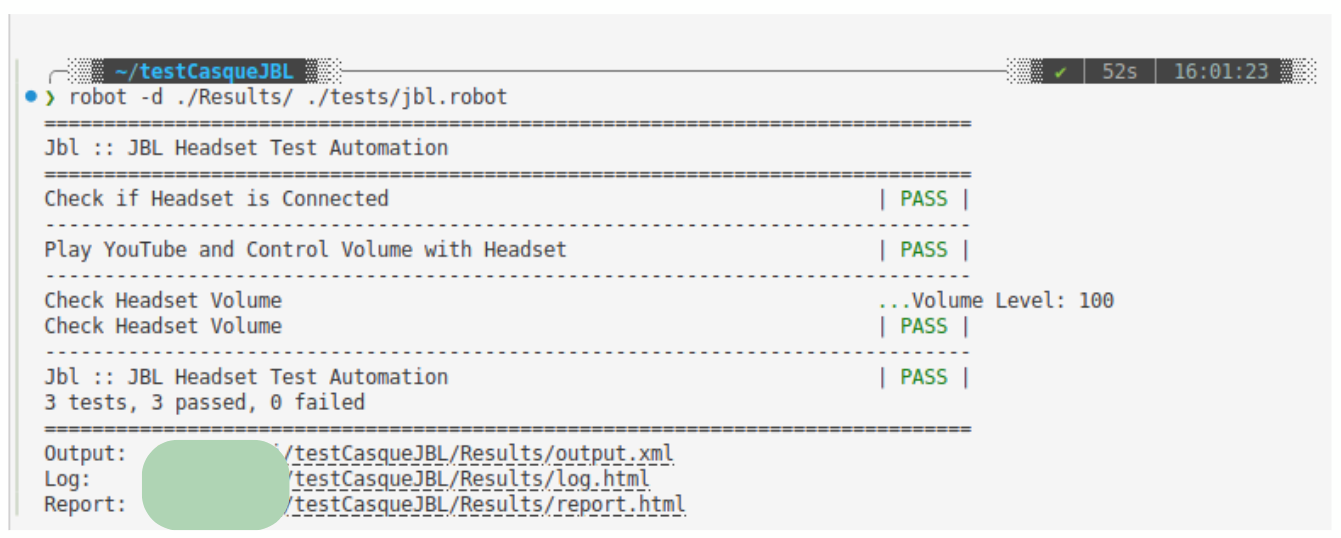 ~/testCasqueJBL ✔ 52s 16:01:23
❯ robot -d ./Results/ ./tests/jbl.robot
==============================================================================
Jbl :: JBL Headset Test Automation
==============================================================================
Check if Headset is Connected | PASS |
------------------------------------------------------------------------------
Play YouTube and Control Volume with Headset | PASS |
------------------------------------------------------------------------------
Check Headset Volume ...Volume Level: 100
Check Headset Volume | PASS |
------------------------------------------------------------------------------
Jbl :: JBL Headset Test Automation | PASS |
3 tests, 3 passed, 0 failed
==============================================================================
Output: /testCasqueJBL/Results/output.xml
Log: /testCasqueJBL/Results/log.html
Report: /testCasqueJBL/Results/report.html